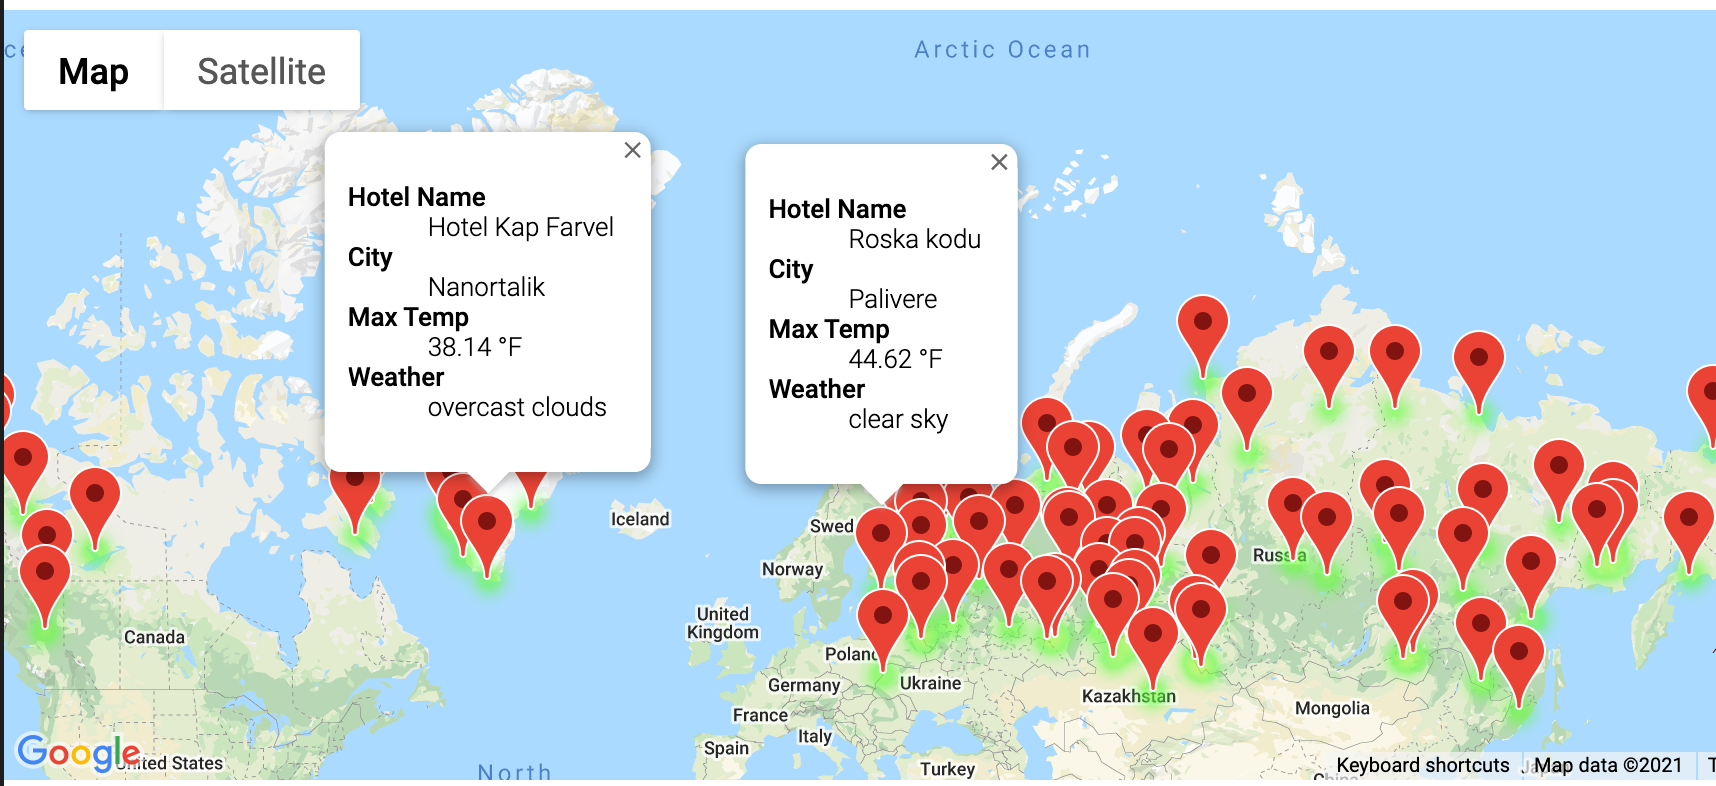 ce
Map
Satellite
Arctic Ocean
Hotel Name
Hotel Kap Farvel
City
Nanortalik
Max Temp
38.14 °F
Weather
overcast clouds
Hotel Name
Roska kodu
City
Palivere
Max Temp
44.62 °F
Weather
clear sky
Iceland
Swed
Norway
Russia
United
Kingdom
Canada
Poland
Germany
Ukraine
Kazakhstan
Mongolia
France
Italy
Spain
Turkey
North
Google
United States
Keyboard shortcuts
Map data ©2021
T